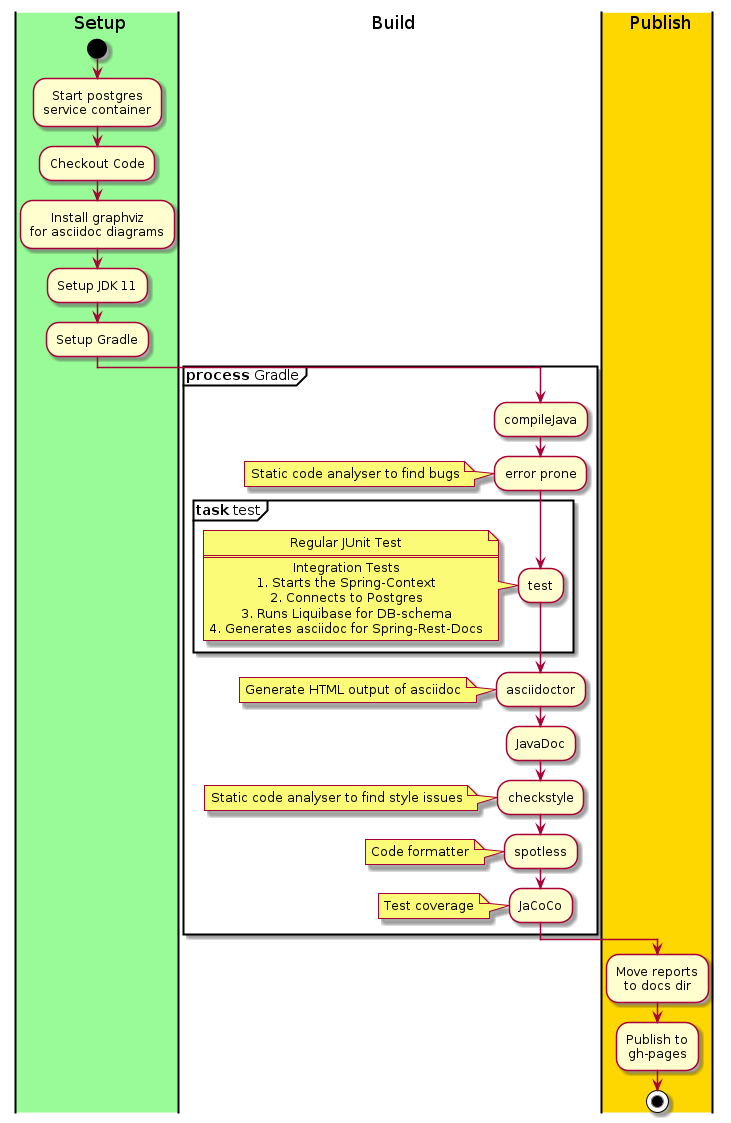 Setup
Build
Publish
Start postgres
service container
Checkout Code
Install graphviz
for asciidoc diagrams
Setup JDK 11
Setup Gradle
process Gradle
compileJava
Static code analyser to find bugs
error prone
task test
Regular JUnit Test
Integration Tests
1. Starts the Spring-Context
2. Connects to Postgres
3. Runs Liquibase for DB-schema
4. Generates asciidoc for Spring-Rest-Docs
test
Generate HTML output of asciidoc
asciidoctor
JavaDoc
Static code analyser to find style issues
checkstyle
Code formatter
spotless
Test coverage
JaCoCo
Move reports
to docs dir
Publish to
gh-pages